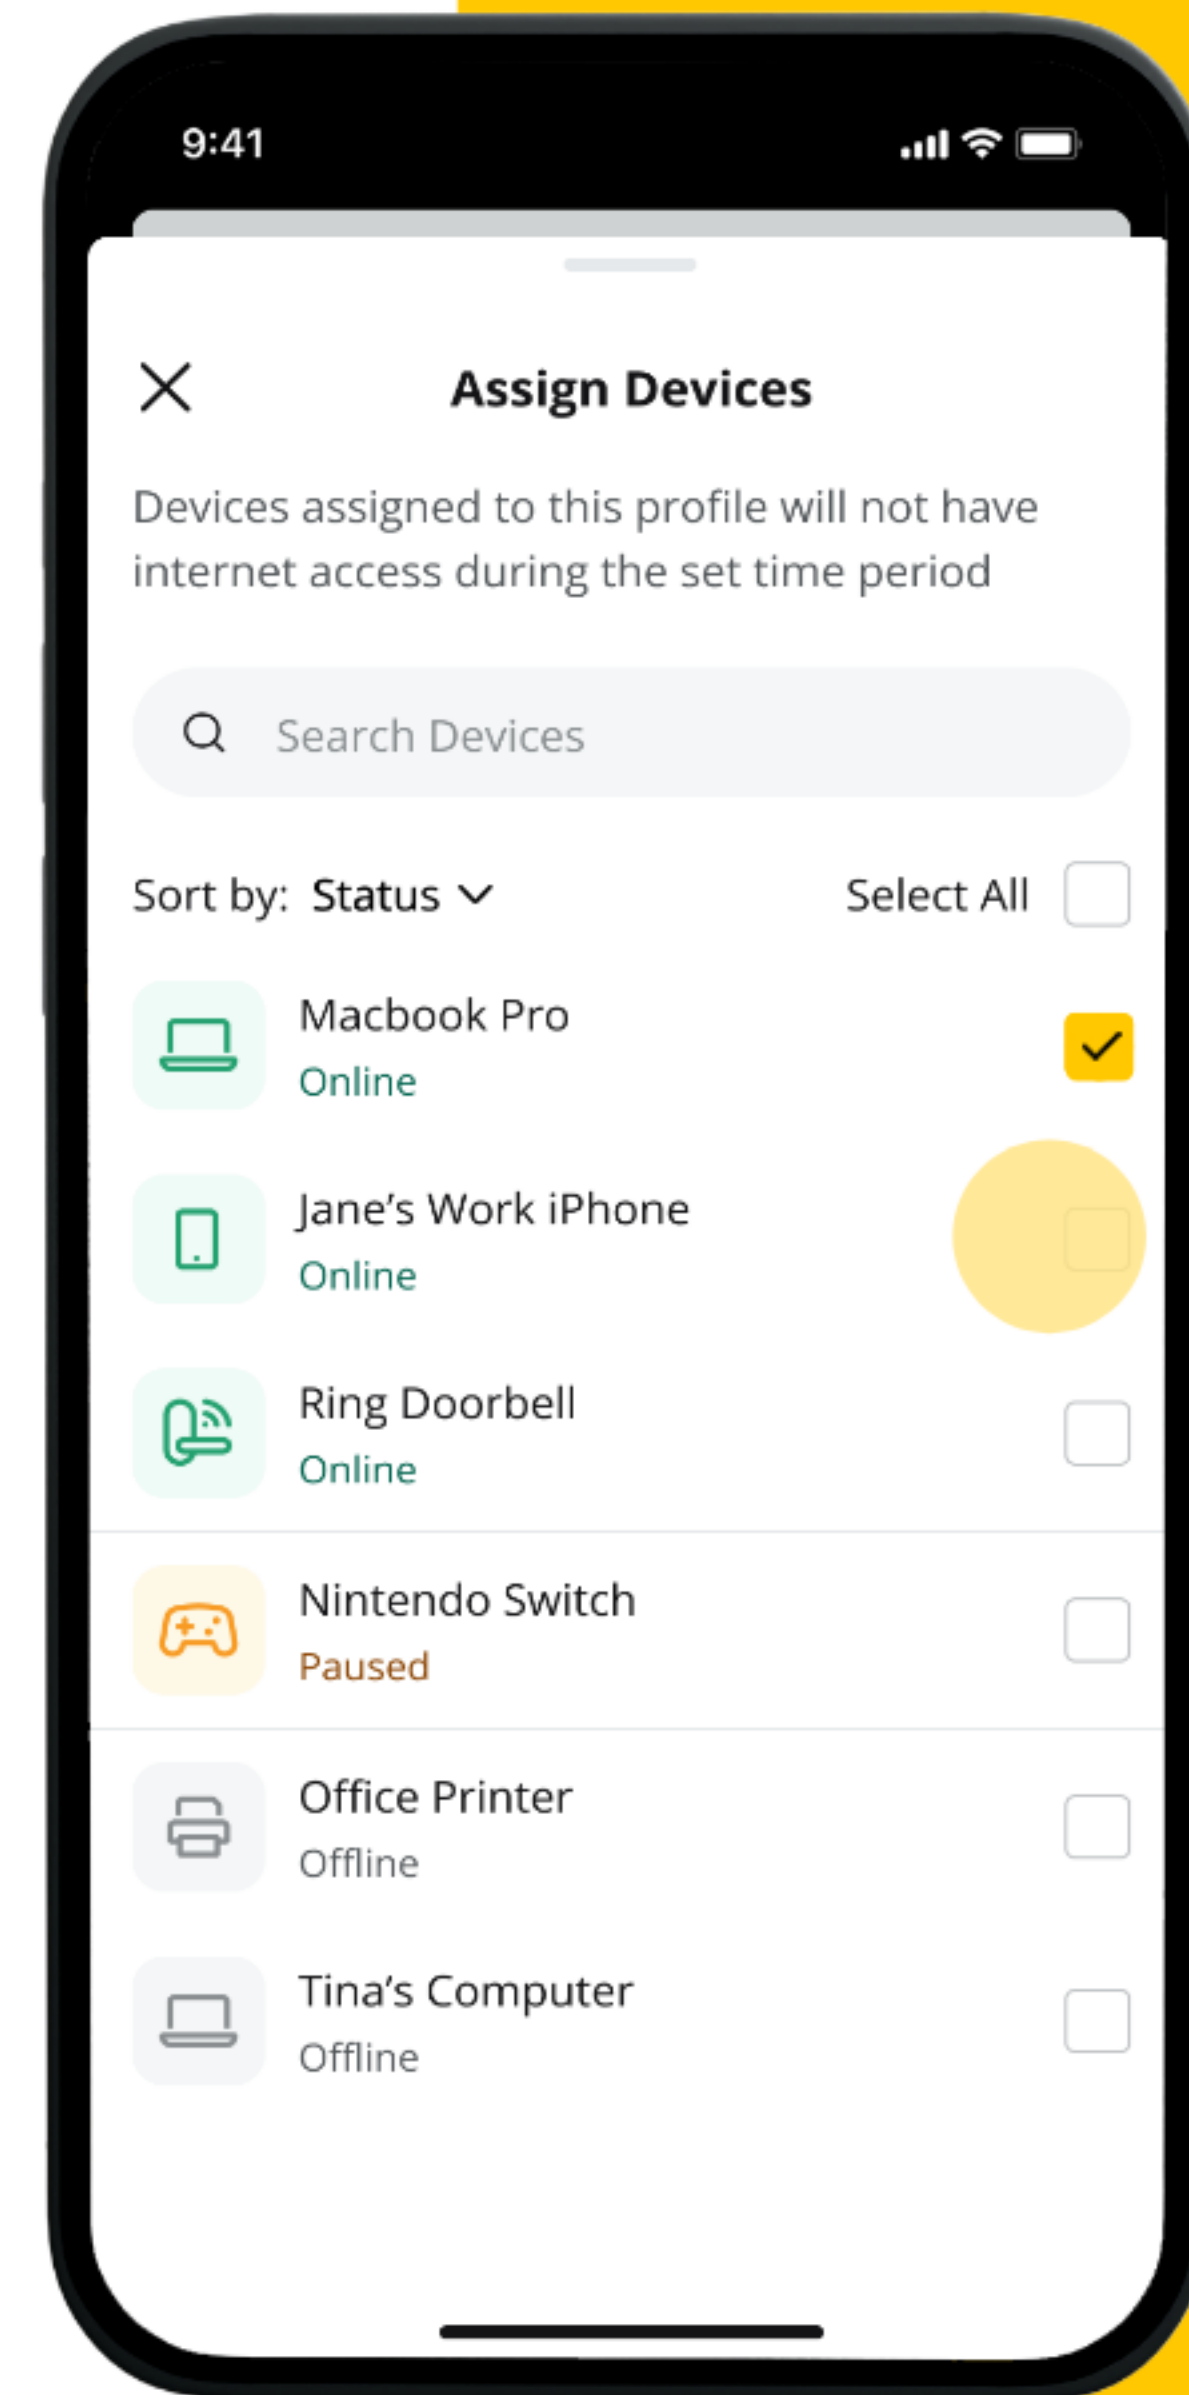 9:41
Assign Devices
Devices assigned to this profile will not have
internet access during the set time period
Search Devices
Sort by: Status
Select All
Macbook Pro
Online
Jane’s Work iPhone
Online
Ring Doorbell
Online
Nintendo Switch
Paused
Office Printer
Offline
Tina’s Computer
Offline